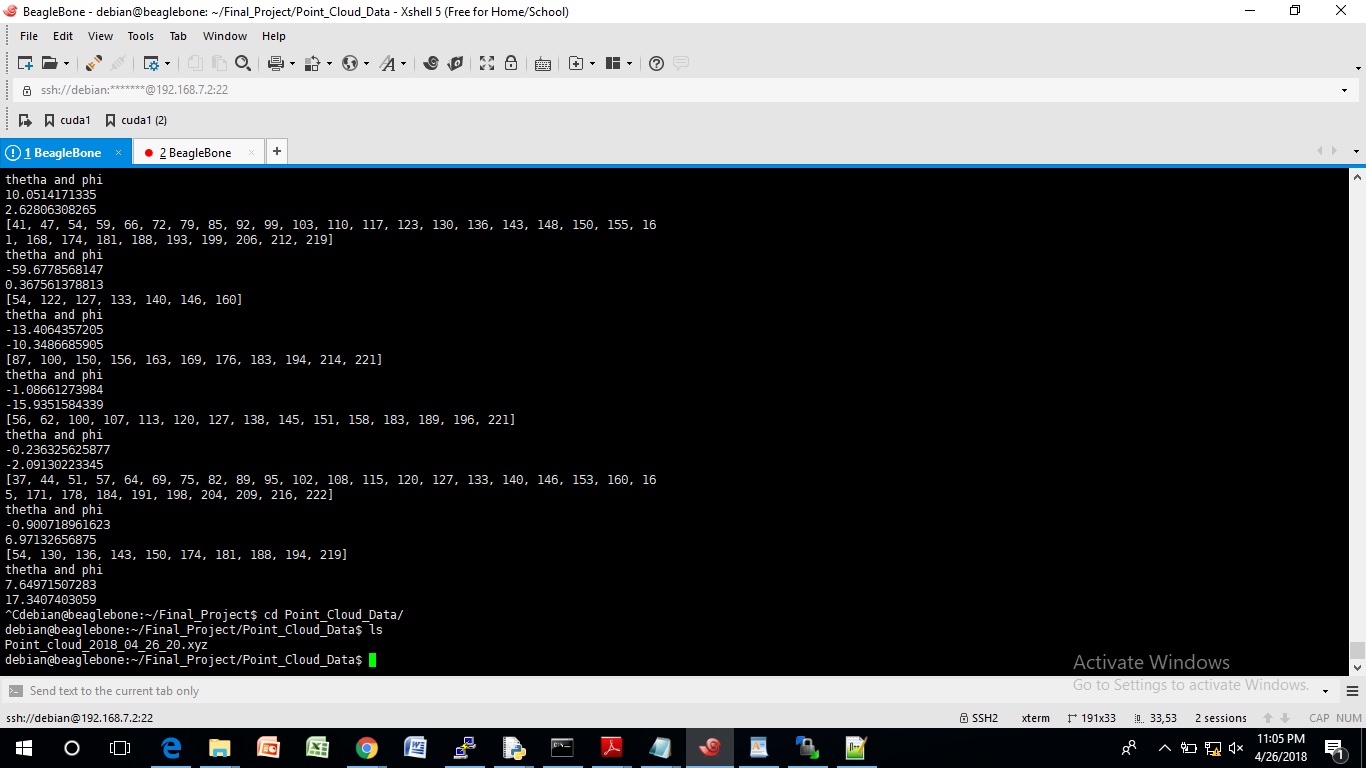 BeagleBone - debian@beaglebone: ~/Final_Project/Point_Cloud_Data - Xshell 5 (Free for Home/School)
File Edit View Tools Tab Window Help
ssh://debian:*******@192.168.7.2:22
cuda1 cuda1 (2)
1 BeagleBone × 2 BeagleBone × +
thetha and phi
10.0514171335
2.62806308265
[41, 47, 54, 59, 66, 72, 79, 85, 92, 99, 103, 110, 117, 123, 130, 136, 143, 148, 150, 155, 16
1, 168, 174, 181, 188, 193, 199, 206, 212, 219]
thetha and phi
-59.6778568147
0.367561378813
[54, 122, 127, 133, 140, 146, 160]
thetha and phi
-13.4064357205
-10.3486685905
[87, 100, 150, 156, 163, 169, 176, 183, 194, 214, 221]
thetha and phi
-1.08661273984
-15.9351584339
[56, 62, 100, 107, 113, 120, 127, 138, 145, 151, 158, 183, 189, 196, 221]
thetha and phi
-0.236325625877
-2.09130223345
[37, 44, 51, 57, 64, 69, 75, 82, 89, 95, 102, 108, 115, 120, 127, 133, 140, 146, 153, 160, 16
5, 171, 178, 184, 191, 198, 204, 209, 216, 222]
thetha and phi
-0.900718961623
6.97132656875
[54, 130, 136, 143, 150, 174, 181, 188, 194, 219]
thetha and phi
7.64971507283
17.3407403059
^Cdebian@beaglebone:~/Final_Project$ cd Point_Cloud_Data/
debian@beaglebone:~/Final_Project/Point_Cloud_Data$ ls
Point_cloud_2018_04_26_20.xyz
debian@beaglebone:~/Final_Project/Point_Cloud_Data$
Activate Windows
Go to Settings to activate Windows.
Send text to the current tab only
ssh://debian@192.168.7.2:22 SSH2 xterm 191x33 33,53 2 sessions CAP NUM
11:05 PM
4/26/2018
1